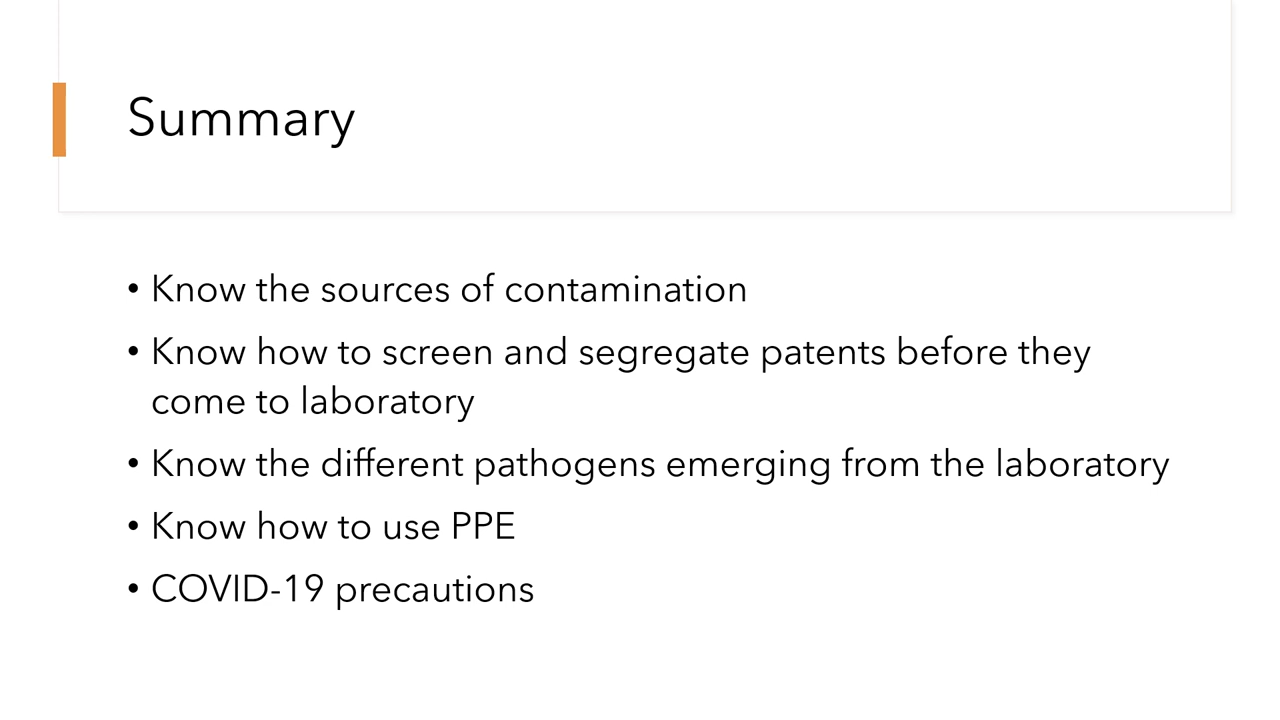 Summary
• Know the sources of contamination
• Know how to screen and segregate patents before they
come to laboratory
• Know the different pathogens emerging from the laboratory
• Know how to use PPE
• COVID-19 precautions